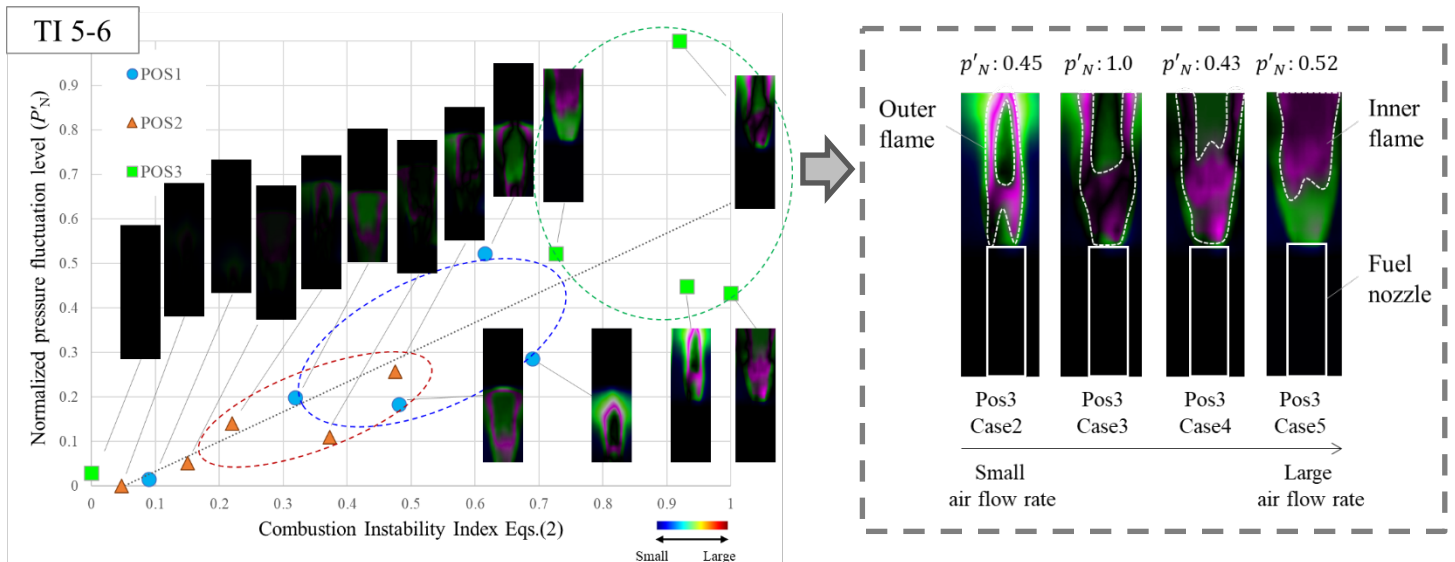 TI 5-6
Normalized pressure fluctuation level (P'N)
0.9
0.8
0.7
0.6
0.5
0.4
0.3
0.2
0.1
0
POS1
POS2
POS3
0
0.1
0.2
0.3
0.4
0.5
0.6
0.7
0.8
0.9
1
Combustion Instability Index Eqs.(2)
Small
Large
p'N: 0.45
p'N: 1.0
p'N: 0.43
p'N: 0.52
Outer
flame
Inner
flame
Fuel
nozzle
Pos3
Case2
Pos3
Case3
Pos3
Case4
Pos3
Case5
Small
air flow rate
Large
air flow rate